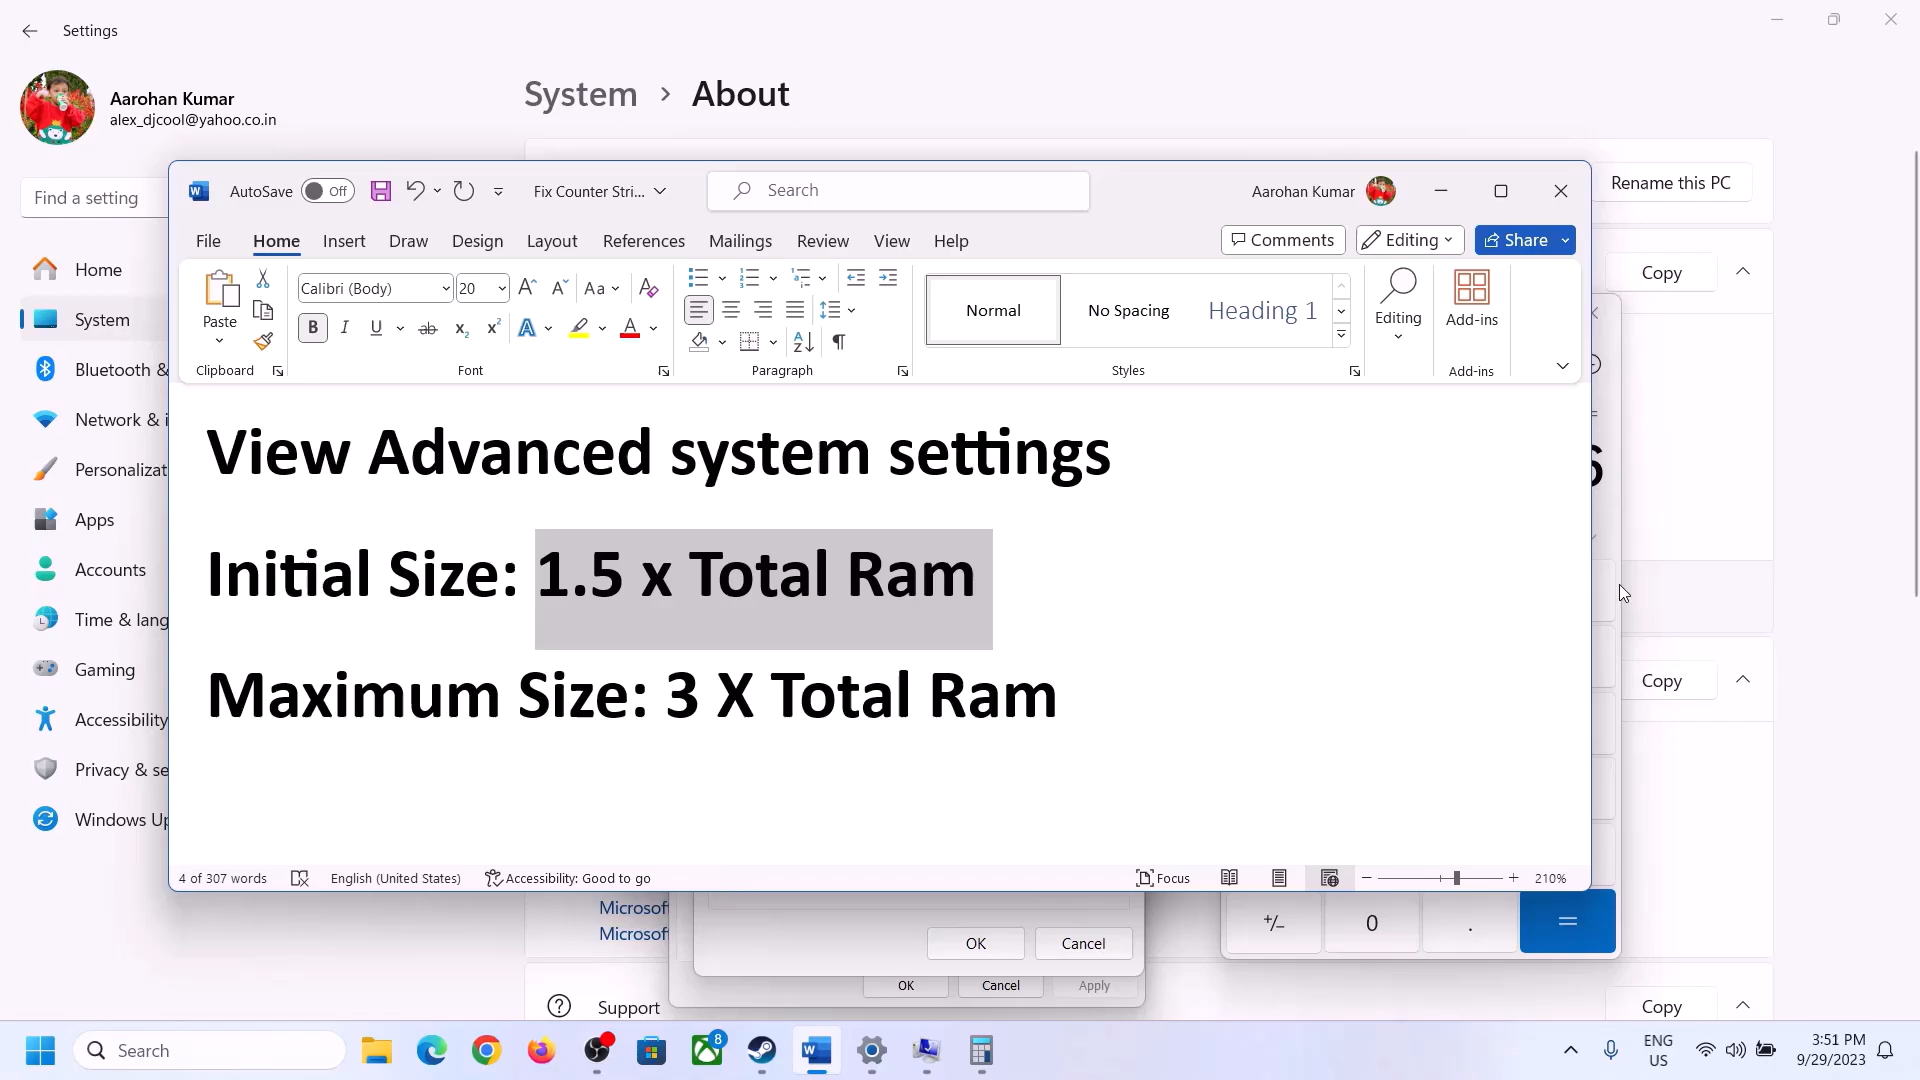 Settings
Aarohan Kumar
alex_djcool@yahoo.co.in
System > About
Find a setting
Rename this PC
AutoSave Off Fix Counter Stri... Search Aarohan Kumar
File Home Insert Draw Design Layout References Mailings Review View Help Comments Editing Share
Home
System
Bluetooth &
Network & i
Personalizat
Apps
Accounts
Time & lang
Gaming
Accessibility
Privacy & se
Windows Up
Copy
Paste
Calibri (Body) 20
Normal No Spacing Heading 1
Editing
Add-ins
Clipboard Font Paragraph Styles Add-ins
View Advanced system settings
Initial Size: 1.5 x Total Ram
Maximum Size: 3 X Total Ram
Copy
4 of 307 words English (United States) Accessibility: Good to go Focus 210%
Microsof
Microsof
OK Cancel
OK Cancel Apply
+/- 0 . =
Support
Copy
Search
8
ENG
US
3:51 PM
9/29/2023